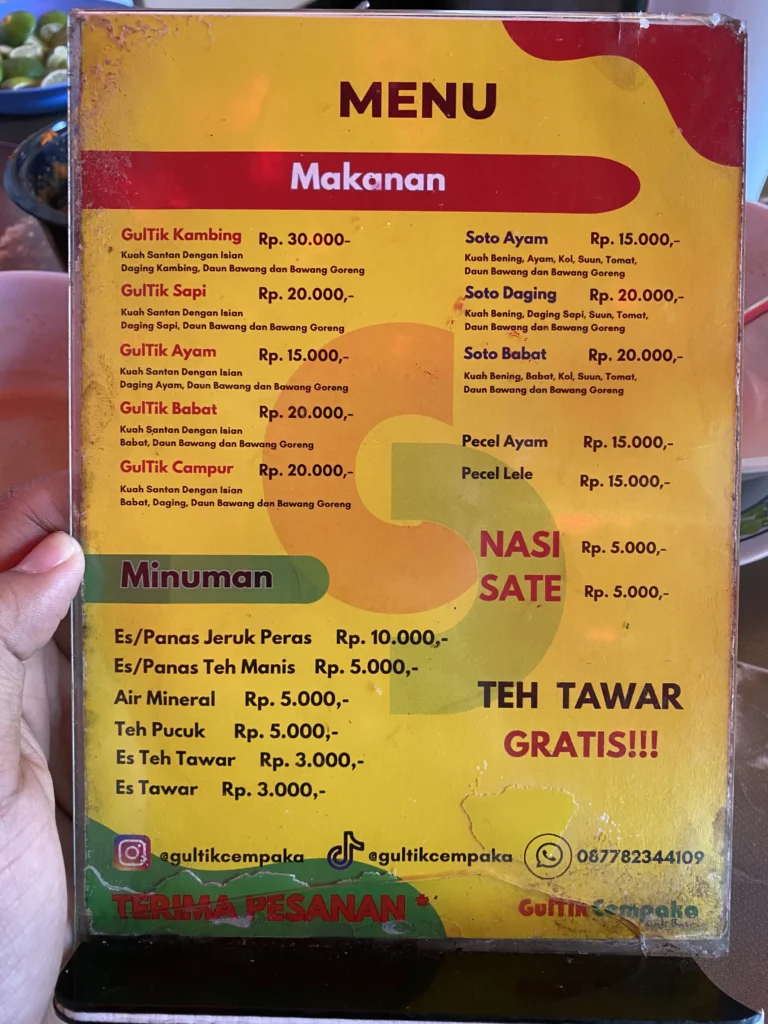 MENU
Makanan
GulTik Kambing Rp. 30.000-
Kuah Santan Dengan Isian
Daging Kambing, Daun Bawang dan Bawang Goreng
GulTik Sapi Rp. 20.000,-
Kuah Santan Dengan Isian
Daging Sapi, Daun Bawang dan Bawang Goreng
GulTik Ayam Rp. 15.000,-
Kuah Santan Dengan Isian
Daging Ayam, Daun Bawang dan Bawang Goreng
GulTik Babat Rp. 20.000,-
Kuah Santan Dengan Isian
Babat, Daun Bawang dan Bawang Goreng
GulTik Campur Rp. 20.000,-
Kuah Santan Dengan Isian
Babat, Daging, Daun Bawang dan Bawang Goreng
Soto Ayam Rp. 15.000,-
Kuah Bening, Ayam, Kol, Suun, Tomat,
Daun Bawang dan Bawang Goreng
Soto Daging Rp. 20.000,-
Kuah Bening, Daging Sapi, Suun, Tomat,
Daun Bawang dan Bawang Goreng
Soto Babat Rp. 20.000,-
Kuah Bening, Babat, Kol, Suun, Tomat,
Daun Bawang dan Bawang Goreng
Pecel Ayam Rp. 15.000,-
Pecel Lele Rp. 15.000,-
NASI Rp. 5.000,-
SATE Rp. 5.000,-
Minuman
Es/Panas Jeruk Peras Rp. 10.000,-
Es/Panas Teh Manis Rp. 5.000,-
Air Mineral Rp. 5.000,-
Teh Pucuk Rp. 5.000,-
Es Teh Tawar Rp. 3.000,-
Es Tawar Rp. 3.000,-
TEH TAWAR
GRATIS!!!
@gultikcempaka @gultikcempaka 087782344109
TERIMA PESANAN *
GulTik Cempaka